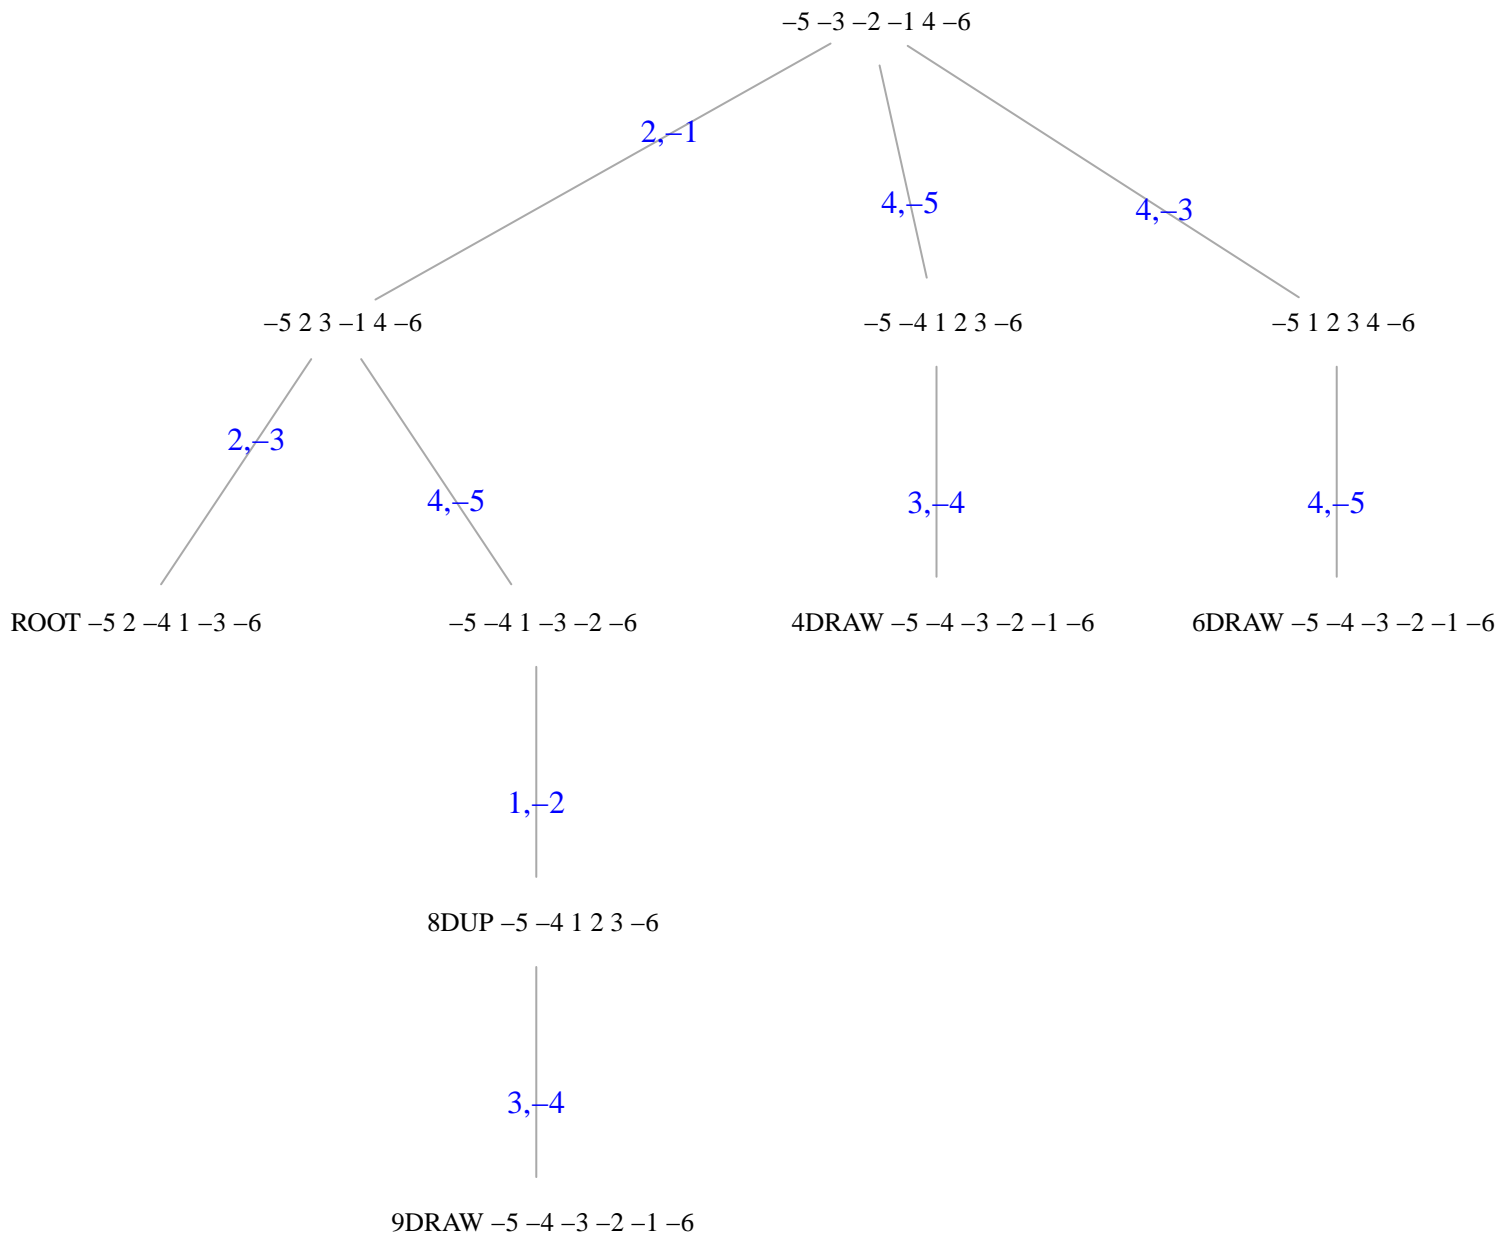 –5 –3 –2 –1 4 –6
2,–1
4,–5
4,–3
–5 2 3 –1 4 –6
–5 –4 1 2 3 –6
–5 1 2 3 4 –6
2,–3
4,–5
3,–4
4,–5
ROOT –5 2 –4 1 –3 –6
–5 –4 1 –3 –2 –6
4DRAW –5 –4 –3 –2 –1 –6
6DRAW –5 –4 –3 –2 –1 –6
1,–2
8DUP –5 –4 1 2 3 –6
3,–4
9DRAW –5 –4 –3 –2 –1 –6